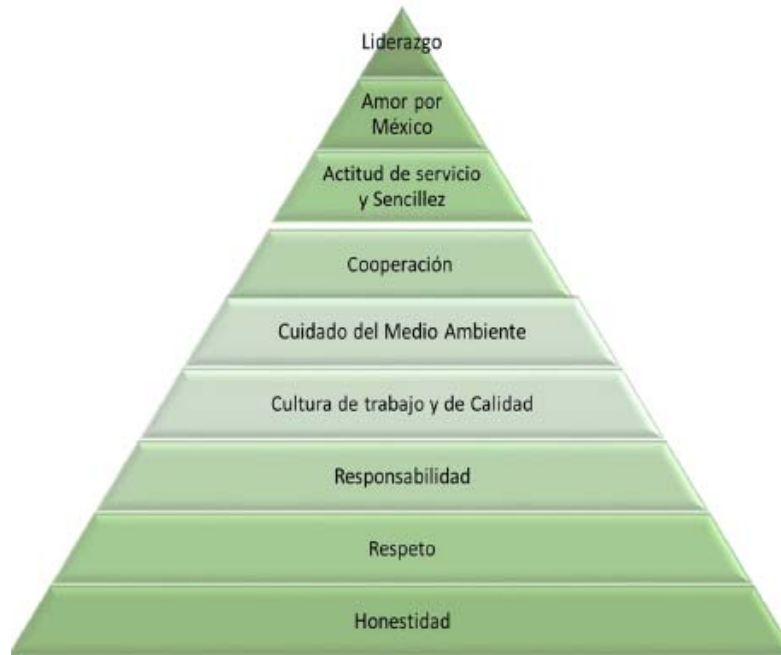 Liderazgo
Amor por
México
Actitud de servicio
y Sencillez
Cooperación
Cuidado del Medio Ambiente
Cultura de trabajo y de Calidad
Responsabilidad
Respeto
Honestidad